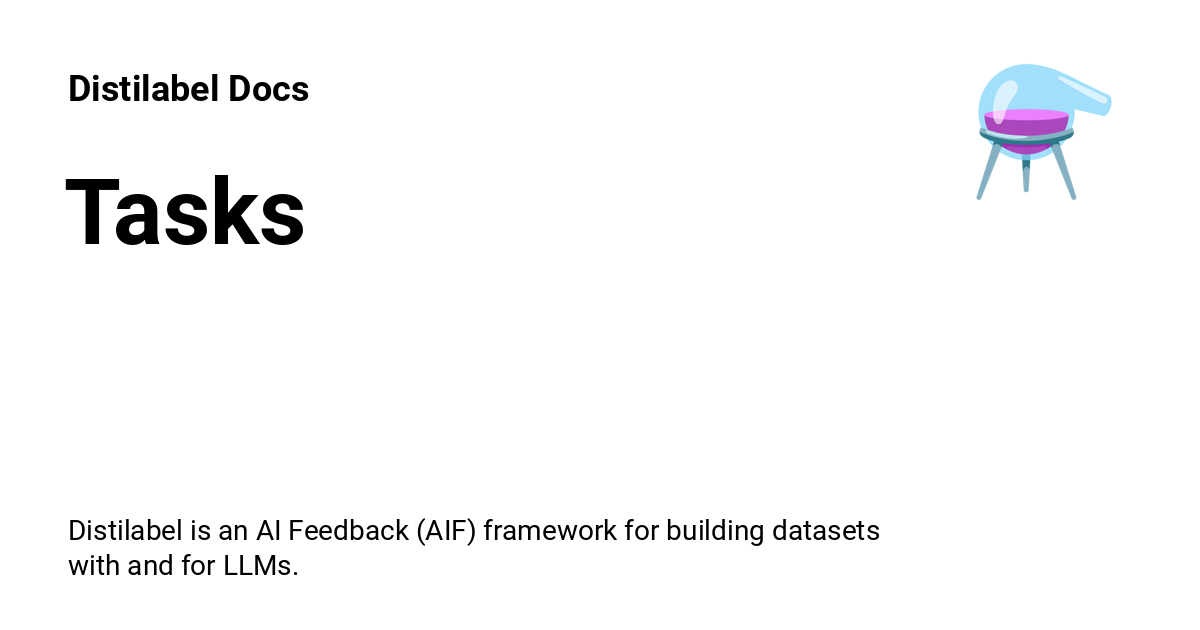 Distilabel Docs
Tasks
Distilabel is an AI Feedback (AIF) framework for building datasets
with and for LLMs.